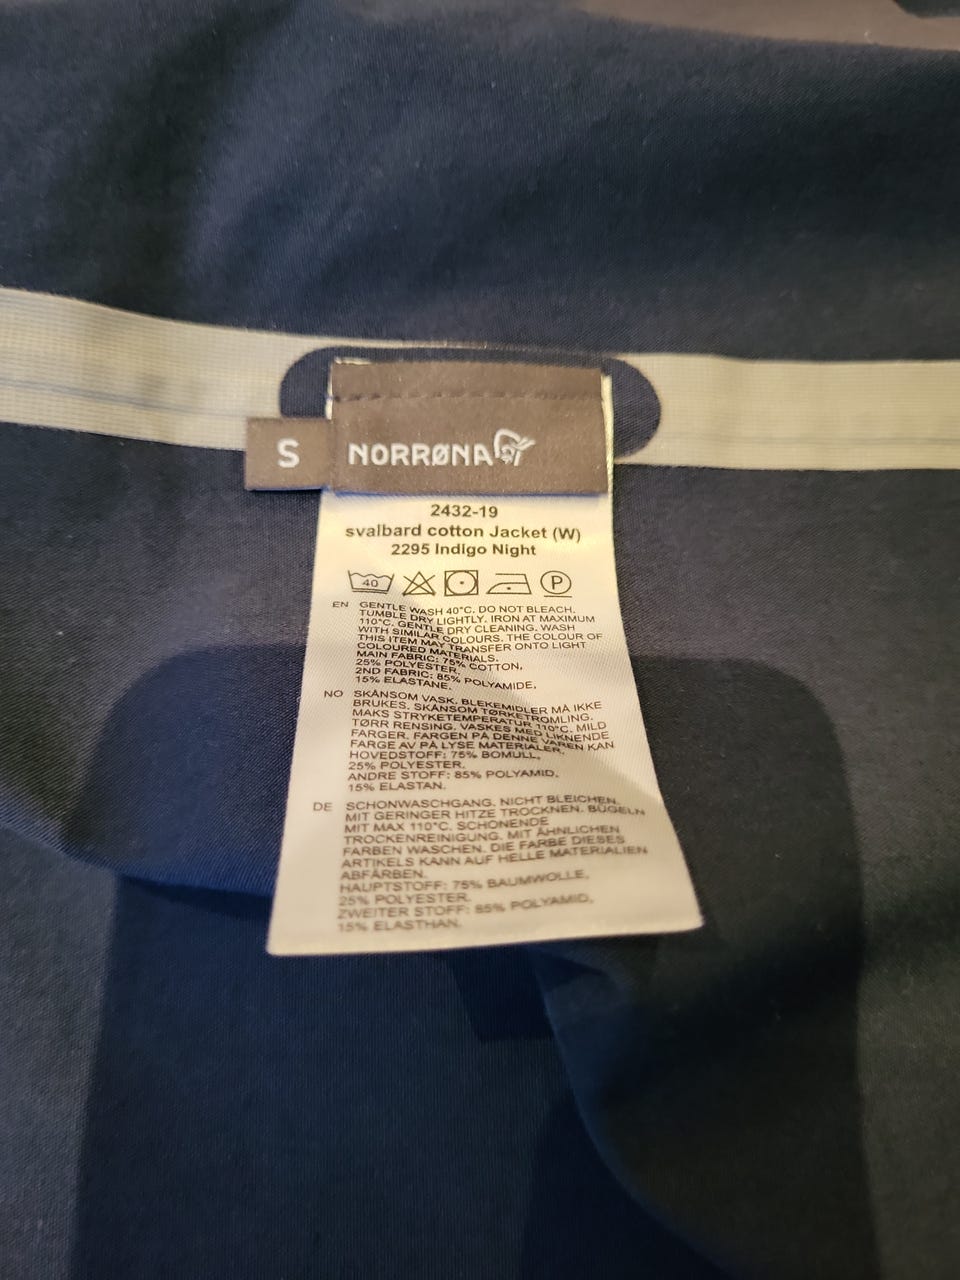 S
NORRØNA
2432-19
svalbard cotton Jacket (W)
2295 Indigo Night
40 P
EN GENTLE WASH 40°C. DO NOT BLEACH.
TUMBLE DRY LIGHTLY. IRON AT MAXIMUM
110°C. GENTLE DRY CLEANING. WASH
WITH SIMILAR COLOURS. THE COLOUR OF
THIS ITEM MAY TRANSFER ONTO LIGHT
COLOURED MATERIALS.
MAIN FABRIC: 75% COTTON,
25% POLYESTER.
2ND FABRIC: 85% POLYAMIDE,
15% ELASTANE.
NO SKÅNSOM VASK. BLEKEMIDLER MÅ IKKE
BRUKES. SKÅNSOM TØRKETROMLING.
MAKS STRYKETEMPERATUR 110°C. MILD
TØRR RENSING. VASKES MED LIKNENDE
FARGER. FARGEN PÅ DENNE VAREN KAN
FARGE AV PÅ LYSE MATERIALER.
HOVEDSTOFF: 75% BOMULL,
25% POLYESTER.
ANDRE STOFF: 85% POLYAMID,
15% ELASTAN.
DE SCHONWASCHGANG. NICHT BLEICHEN.
MIT GERINGER HITZE TROCKNEN. BÜGELN
MIT MAX 110°C. SCHONENDE
TROCKENREINIGUNG. MIT ÄHNLICHEN
FARBEN WASCHEN. DIE FARBE DIESES
ARTIKELS KANN AUF HELLE MATERIALIEN
ABFÄRBEN.
HAUPTSTOFF: 75% BAUMWOLLE,
25% POLYESTER.
ZWEITER STOFF: 85% POLYAMID,
15% ELASTHAN.